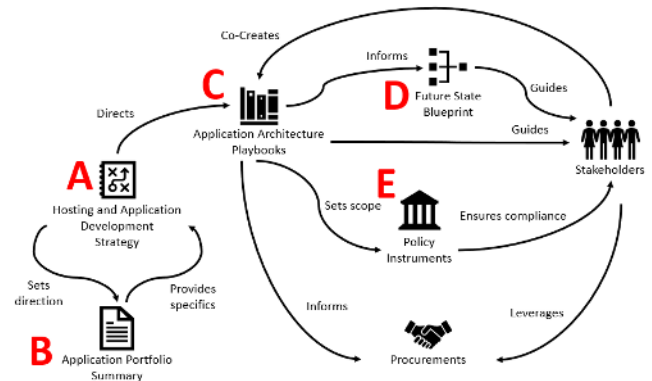 Co-Creates
Informs
C
D
Future State
Blueprint
Guides
Directs
Application Architecture
Playbooks
Guides
Stakeholders
A
Hosting and Application
Development
Strategy
E
Sets scope
Policy
Instruments
Ensures compliance
Sets
direction
Provides
specifics
B
Application Portfolio
Summary
Informs
Procurements
Leverages